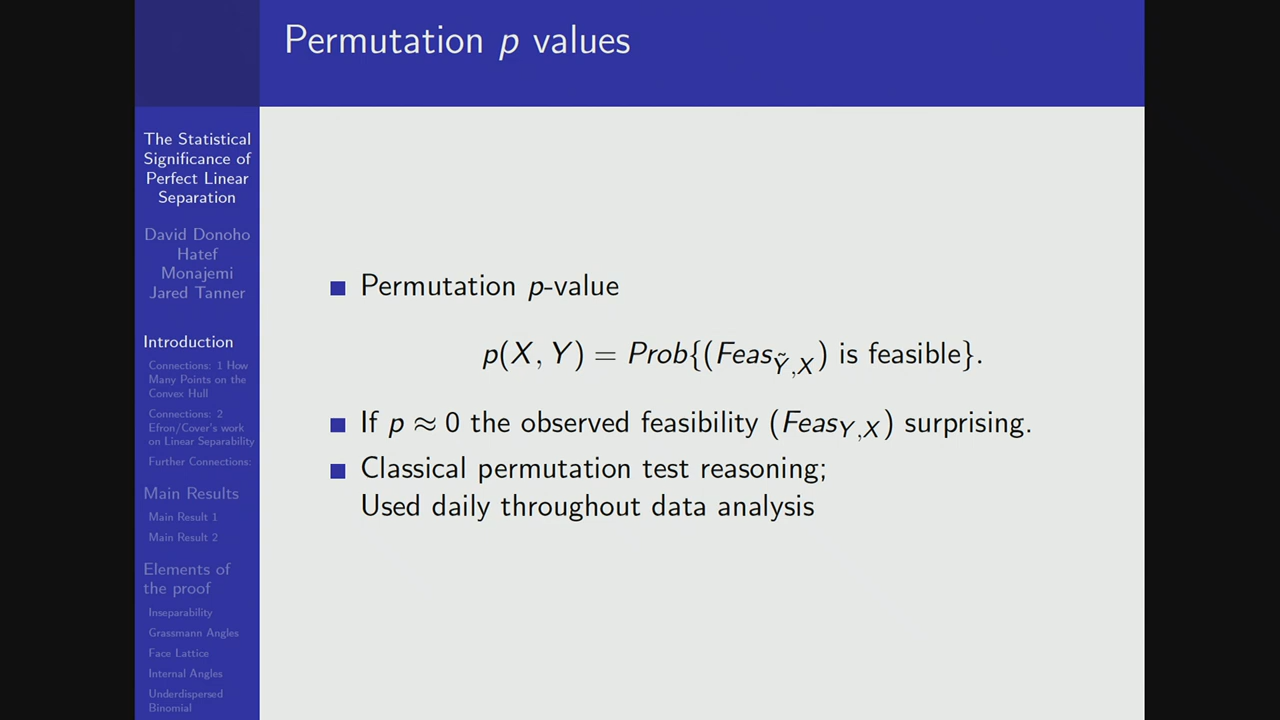 Permutation p values
The Statistical
Significance of
Perfect Linear
Separation
David Donoho
Hatef
Monajemi
Jared Tanner
Introduction
Connections: 1 How
Many Points on the
Convex Hull
Connections: 2
Efron/Cover's work
on Linear Separability
Further Connections:
Main Results
Main Result 1
Main Result 2
Elements of
the proof
Inseparability
Grassmann Angles
Face Lattice
Internal Angles
Underdispersed
Binomial
Permutation p-value
p(X, Y) = Prob{(Feas_{Ỹ,X}) is feasible}.
If p ≈ 0 the observed feasibility (Feas_{Y,X}) surprising.
Classical permutation test reasoning;
Used daily throughout data analysis